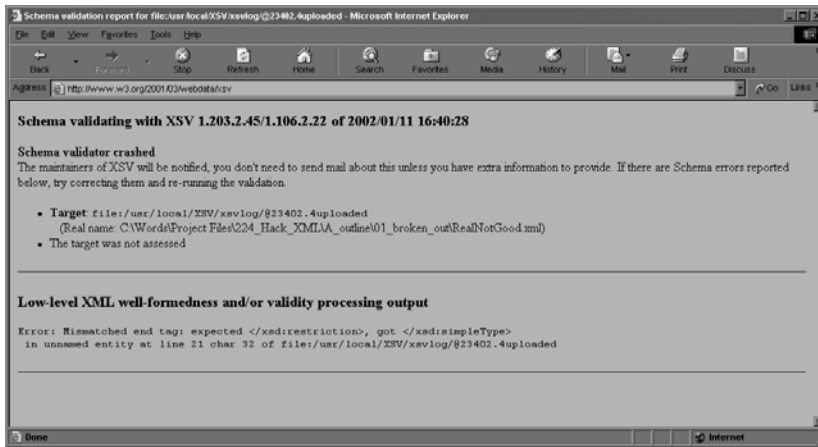 Schema validation report for file:/usr/local/XSV/xsvlog/@23402.4uploaded - Microsoft Internet Explorer
File Edit View Favorites Tools Help
Back Forward Stop Refresh Home Search Favorites Media History Mail Print Discuss
Address http://www.w3.org/2001/03/webdata/xsv Go Links
Schema validating with XSV 1.203.2.45/1.106.2.22 of 2002/01/11 16:40:28
Schema validator crashed
The maintainers of XSV will be notified, you don't need to send mail about this unless you have extra information to provide. If there are Schema errors reported
below, try correcting them and re-running the validation.
• Target: file:/usr/local/XSV/xsvlog/@23402.4uploaded
(Real name: C:\Words\Project Files\224_Hack_XML\A_outline\01_broken_out\RealNotGood.xml)
• The target was not assessed
Low-level XML well-formedness and/or validity processing output
Error: Mismatched end tag: expected </xsd:restriction>, got </xsd:simpleType>
in unnamed entity at line 21 char 32 of file:/usr/local/XSV/xsvlog/@23402.4uploaded
Done Internet